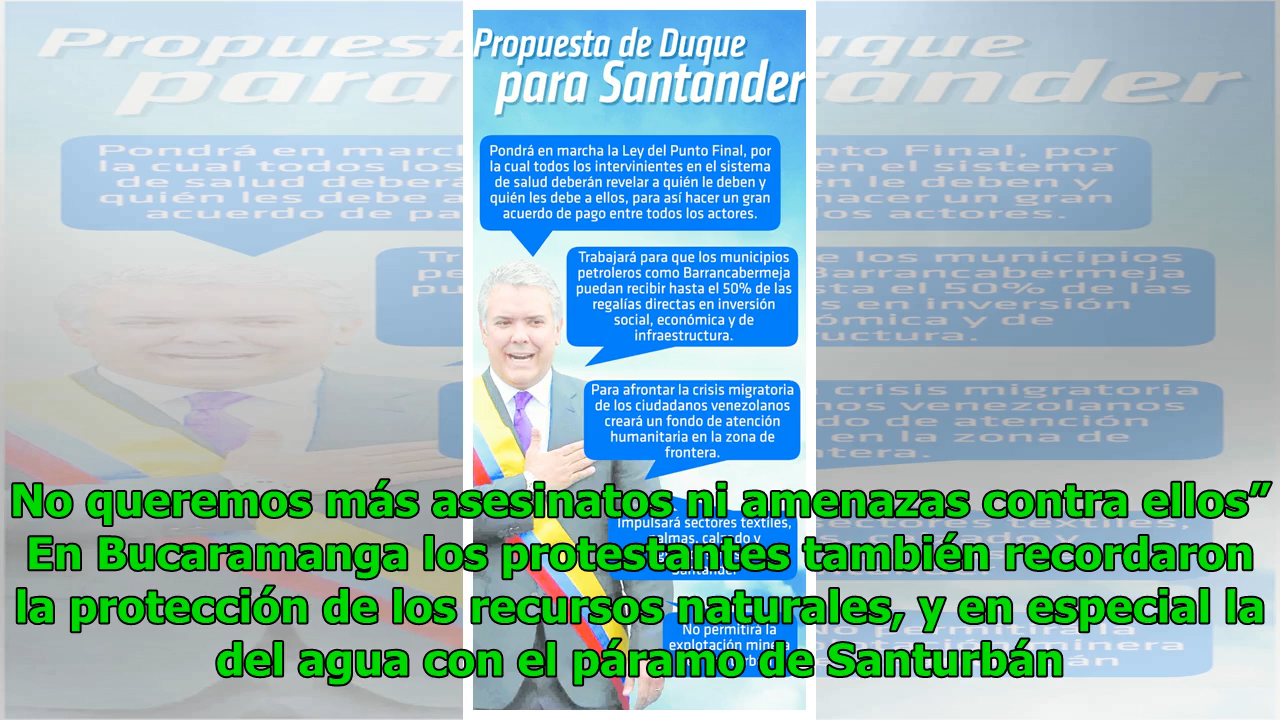 Propuesta de Duque
para Santander
Pondrá en marcha la Ley del Punto Final, por
la cual todos los intervinientes en el sistema
de salud deberán revelar a quién le deben y
quién les debe a ellos, para así hacer un gran
acuerdo de pago entre todos los actores.
Trabajará para que los municipios
petroleros como Barrancabermeja
puedan recibir hasta el 50% de las
regalías directas en inversión
social, económica y de
infraestructura.
Para afrontar la crisis migratoria
de los ciudadanos venezolanos
creará un fondo de atención
humanitaria en la zona de
frontera.
No queremos más asesinatos ni amenazas contra ellos”
Impulsará sectores textiles,
palmas, calzado y
En Bucaramanga los protestantes también recordaron
Santander
la protección de los recursos naturales, y en especial la
No permitirá la
explotación minera
del agua con el páramo de Santurbán